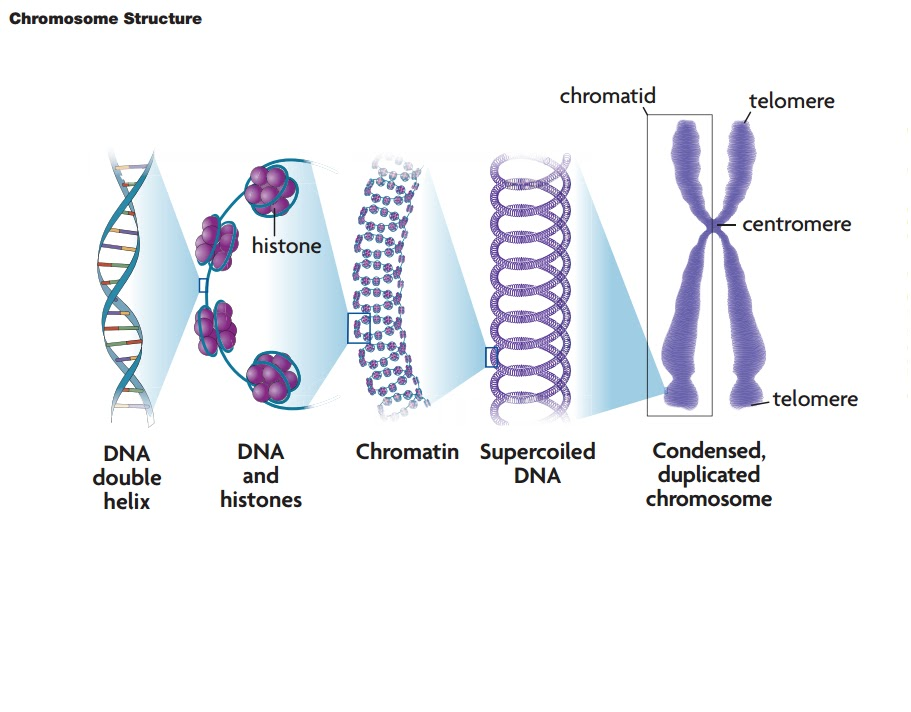 Chromosome Structure
chromatid
telomere
histone
centromere
telomere
DNA
double
helix
DNA
and
histones
Chromatin
Supercoiled
DNA
Condensed,
duplicated
chromosome